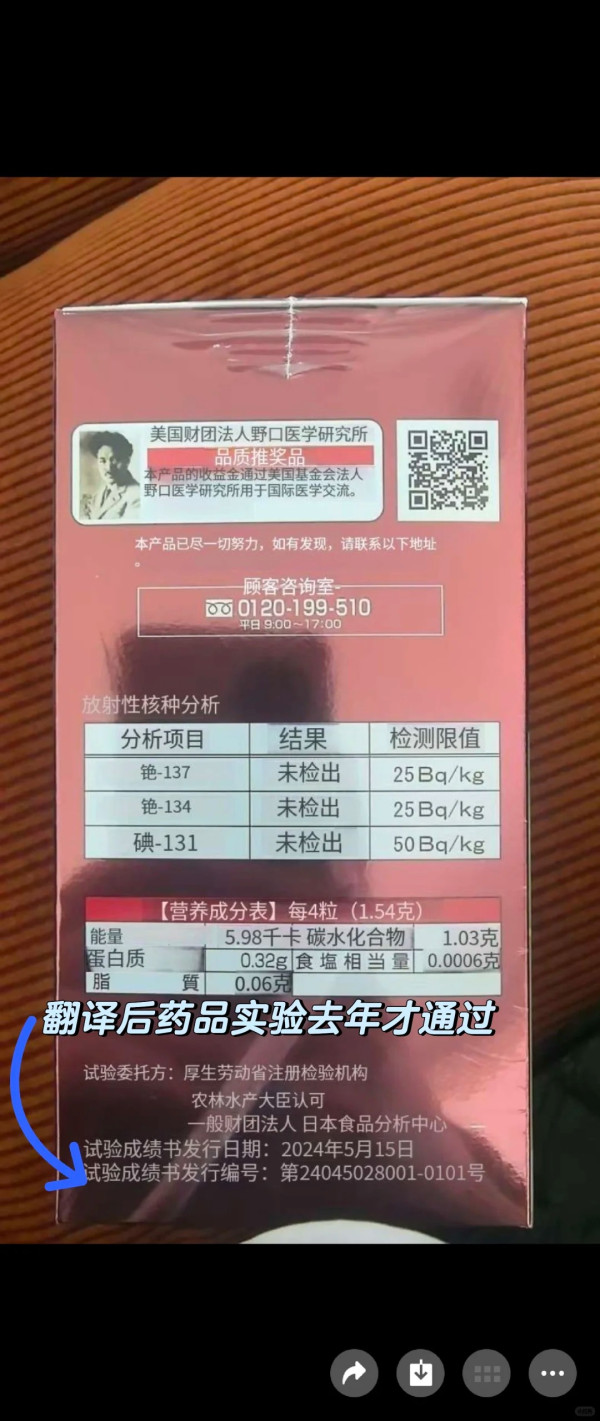 美国财团法人野口医学研究所
品质推奖品
本产品的收益金通过美国基金会法人
野口医学研究所用于国际医学交流。
本产品已尽一切努力，如有发现，请联系以下地址
。
顾客咨询室
0120-199-510
平日9:00~17:00
放射性核种分析
分析项目 结果 检测限值
铯-137 未检出 25Bq/kg
铯-134 未检出 25Bq/kg
碘-131 未检出 50Bq/kg
【营养成分表】每4粒（1.54克）
能量 5.98千卡 碳水化合物 1.03克
蛋白质 0.32g 食塩相当量 0.0006克
脂質 0.06克
翻译后药品实验去年才通过
试验委托方：厚生劳动省注册检验机构
农林水产大臣认可
一般财团法人 日本食品分析中心
试验成绩书发行日期：2024年5月15日
试验成绩书发行编号：第24045028001-0101号